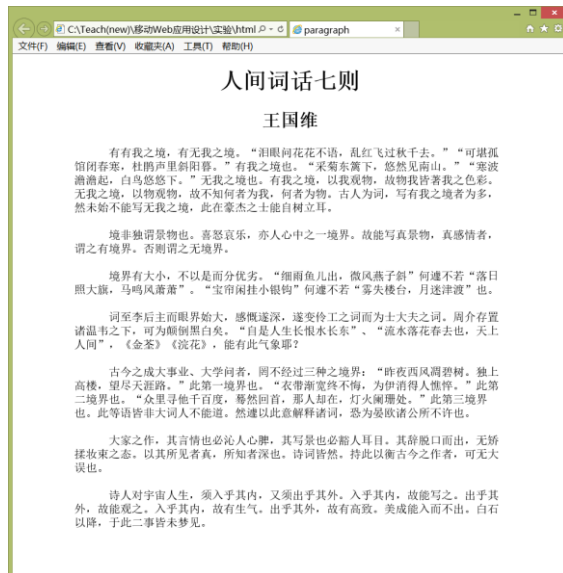 C:\Teach(new)\移动Web应用设计\实验\html
paragraph
文件(F) 编辑(E) 查看(V) 收藏夹(A) 工具(T) 帮助(H)
人间词话七则
王国维
有有我之境，有无我之境。“泪眼问花花不语，乱红飞过秋千去。”“可堪孤
馆闭春寒，杜鹃声里斜阳暮。”有我之境也。“采菊东篱下，悠然见南山。”“寒波
澹澹起，白鸟悠悠下。”无我之境也。有我之境，以我观物，故物我皆著我之色彩。
无我之境，以物观物，故不知何者为我，何者为物。古人为词，写有我之境者为多，
然未始不能写无我之境，此在豪杰之士能自树立耳。
境非独谓景物也。喜怒哀乐，亦人心中之一境界。故能写真景物，真感情者，
谓之有境界。否则谓之无境界。
境界有大小，不以是而分优劣。“细雨鱼儿出，微风燕子斜”何遽不若“落日
照大旗，马鸣风萧萧”。“宝帘闲挂小银钩”何遽不若“雾失楼台，月迷津渡”也。
词至李后主而眼界始大，感慨遂深，遂变伶工之词而为士大夫之词。周介存置
诸温韦之下，可为颠倒黑白矣。“自是人生长恨水长东”、“流水落花春去也，天上
人间”，《金荃》《浣花》，能有此气象耶？
古今之成大事业、大学问者，罔不经过三种之境界：“昨夜西风凋碧树。独上
高楼，望尽天涯路。”此第一境界也。“衣带渐宽终不悔，为伊消得人憔悴。”此第
二境界也。“众里寻他千百度，蓦然回首，那人却在，灯火阑珊处。”此第三境界
也。此等语皆非大词人不能道。然遽以此意解释诸词，恐为晏欧诸公所不许也。
大家之作，其言情也必沁人心脾，其写景也必豁人耳目。其辞脱口而出，无矫
揉妆束之态。以其所见者真，所知者深也。诗词皆然。持此以衡古今之作者，可无大
误也。
诗人对宇宙人生，须入乎其内，又须出乎其外。入乎其内，故能写之。出乎其
外，故能观之。入乎其内，故有生气。出乎其外，故有高致。美成能入而不出。白石
以降，于此二事皆未梦见。